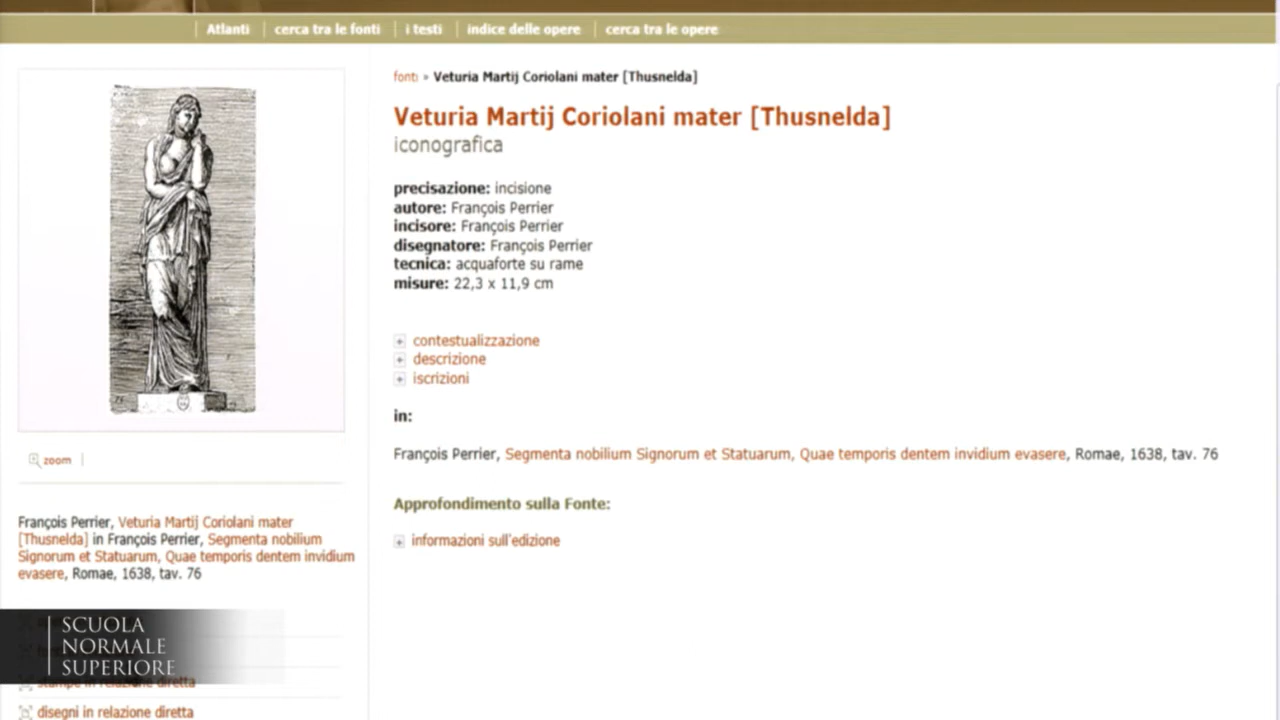 Atlanti
cerca tra le fonti
i testi
indice delle opere
cerca tra le opere
fonti » Veturia Martij Coriolani mater [Thusnelda]
Veturia Martij Coriolani mater [Thusnelda]
iconografica
precisazione: incisione
autore: François Perrier
incisore: François Perrier
disegnatore: François Perrier
tecnica: acquaforte su rame
misure: 22,3 x 11,9 cm
contestualizzazione
descrizione
iscrizioni
in:
François Perrier, Segmenta nobilium Signorum et Statuarum, Quae temporis dentem invidium evasere, Romae, 1638, tav. 76
Approfondimento sulla Fonte:
informazioni sull'edizione
zoom
François Perrier, Veturia Martij Coriolani mater
[Thusnelda] in François Perrier, Segmenta nobilium
Signorum et Statuarum, Quae temporis dentem invidium
evasere, Romae, 1638, tav. 76
SCUOLA
NORMALE
SUPERIORE
stampe in relazione diretta
disegni in relazione diretta